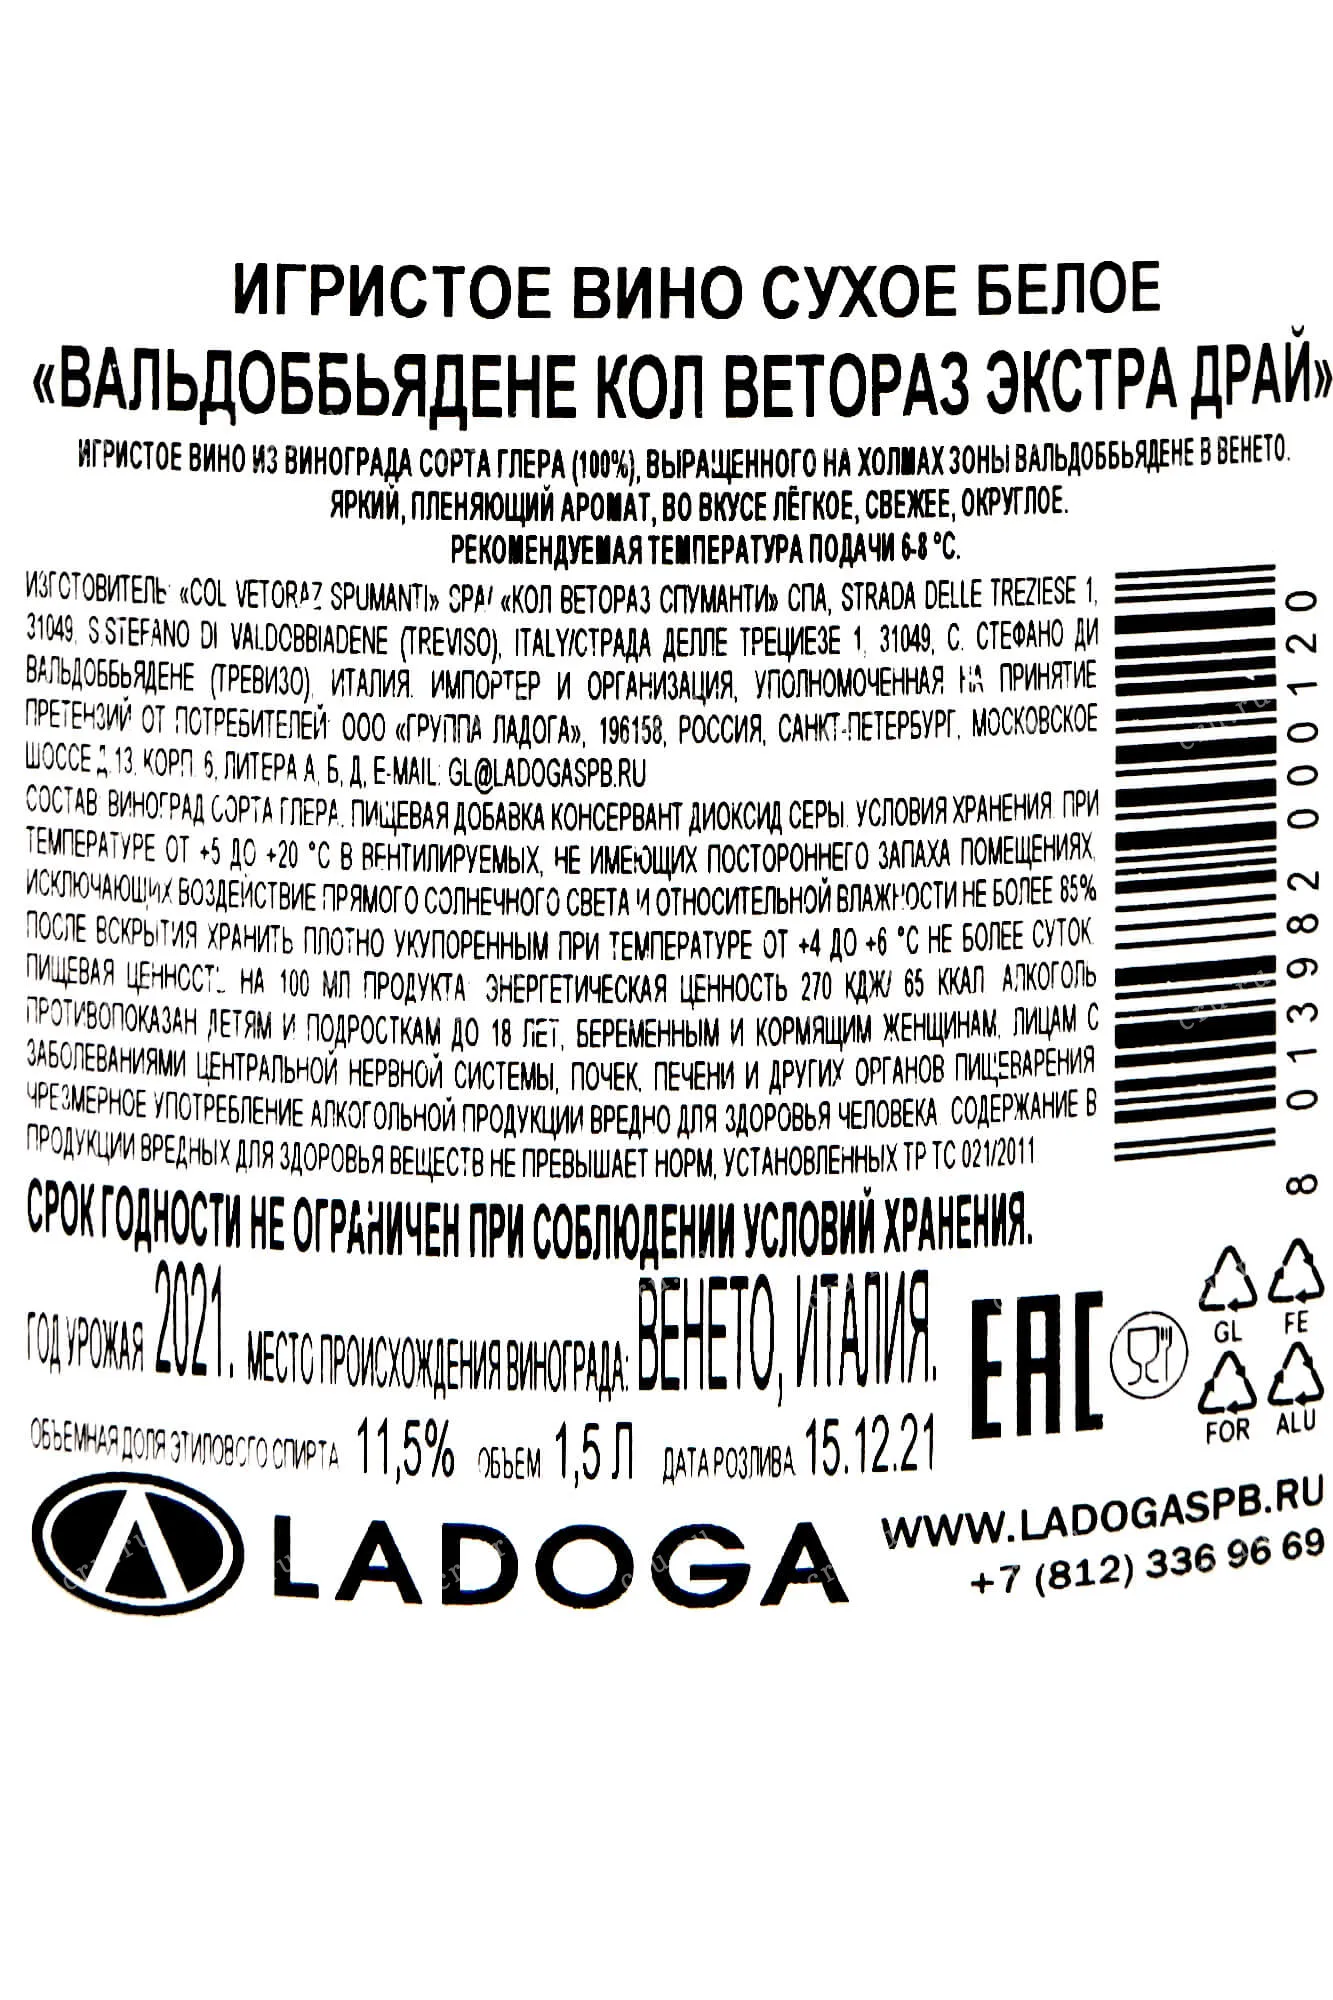 ИГРИСТОЕ ВИНО СУХОЕ БЕЛОЕ
«ВАЛЬДОББЬЯДЕНЕ КОЛ ВЕТОРАЗ ЭКСТРА ДРАЙ»
ИГРИСТОЕ ВИНО ИЗ ВИНОГРАДА СОРТА ГЛЕРА (100%), ВЫРАЩЕННОГО НА ХОЛМАХ ЗОНЫ ВАЛЬДОББЬЯДЕНЕ В ВЕНЕТО.
ЯРКИЙ, ПЛЕНЯЮЩИЙ АРОМАТ, ВО ВКУСЕ ЛЁГКОЕ, СВЕЖЕЕ, ОКРУГЛОЕ.
РЕКОМЕНДУЕМАЯ ТЕМПЕРАТУРА ПОДАЧИ 6-8 °С.
ИЗГОТОВИТЕЛЬ: «COL VETORAZ SPUMANTI» SPA/ «КОЛ ВЕТОРАЗ СПУМАНТИ» СПА, STRADA DELLE TREZIESE 1,
31049, S.STEFANO DI VALDOBBIADENE (TREVISO), ITALY/СТРАДА ДЕЛЛЕ ТРЕЦИЕЗЕ 1, 31049, С. СТЕФАНО ДИ
ВАЛЬДОББЬЯДЕНЕ (ТРЕВИЗО), ИТАЛИЯ. ИМПОРТЕР И ОРГАНИЗАЦИЯ, УПОЛНОМОЧЕННАЯ НА ПРИНЯТИЕ
ПРЕТЕНЗИЙ ОТ ПОТРЕБИТЕЛЕЙ: ООО «ГРУППА ЛАДОГА», 196158, РОССИЯ, САНКТ-ПЕТЕРБУРГ, МОСКОВСКОЕ
ШОССЕ Д.13, КОРП. 6, ЛИТЕРА А, Б, Д, E-MAIL: GL@LADOGASPB.RU
СОСТАВ: ВИНОГРАД СОРТА ГЛЕРА, ПИЩЕВАЯ ДОБАВКА КОНСЕРВАНТ ДИОКСИД СЕРЫ. УСЛОВИЯ ХРАНЕНИЯ: ПРИ
ТЕМПЕРАТУРЕ ОТ +5 ДО +20 °С В ВЕНТИЛИРУЕМЫХ, НЕ ИМЕЮЩИХ ПОСТОРОННЕГО ЗАПАХА ПОМЕЩЕНИЯХ,
ИСКЛЮЧАЮЩИХ ВОЗДЕЙСТВИЕ ПРЯМОГО СОЛНЕЧНОГО СВЕТА И ОТНОСИТЕЛЬНОЙ ВЛАЖНОСТИ НЕ БОЛЕЕ 85%
ПОСЛЕ ВСКРЫТИЯ ХРАНИТЬ ПЛОТНО УКУПОРЕННЫМ ПРИ ТЕМПЕРАТУРЕ ОТ +4 ДО +6 °С НЕ БОЛЕЕ СУТОК.
ПИЩЕВАЯ ЦЕННОСТЬ НА 100 МЛ ПРОДУКТА: ЭНЕРГЕТИЧЕСКАЯ ЦЕННОСТЬ 270 КДЖ/ 65 ККАЛ. АЛКОГОЛЬ
ПРОТИВОПОКАЗАН ДЕТЯМ И ПОДРОСТКАМ ДО 18 ЛЕТ, БЕРЕМЕННЫМ И КОРМЯЩИМ ЖЕНЩИНАМ, ЛИЦАМ С
ЗАБОЛЕВАНИЯМИ ЦЕНТРАЛЬНОЙ НЕРВНОЙ СИСТЕМЫ, ПОЧЕК, ПЕЧЕНИ И ДРУГИХ ОРГАНОВ ПИЩЕВАРЕНИЯ
ЧРЕЗМЕРНОЕ УПОТРЕБЛЕНИЕ АЛКОГОЛЬНОЙ ПРОДУКЦИИ ВРЕДНО ДЛЯ ЗДОРОВЬЯ ЧЕЛОВЕКА. СОДЕРЖАНИЕ В
ПРОДУКЦИИ ВРЕДНЫХ ДЛЯ ЗДОРОВЬЯ ВЕЩЕСТВ НЕ ПРЕВЫШАЕТ НОРМ, УСТАНОВЛЕННЫХ ТР ТС 021/2011
СРОК ГОДНОСТИ НЕ ОГРАНИЧЕН ПРИ СОБЛЮДЕНИИ УСЛОВИЙ ХРАНЕНИЯ.
8 013982 000120
ГОД УРОЖАЯ 2021. МЕСТО ПРОИСХОЖДЕНИЯ ВИНОГРАДА: ВЕНЕТО, ИТАЛИЯ.
EAC
GL FE
FOR ALU
ОБЪЕМНАЯ ДОЛЯ ЭТИЛОВОГО СПИРТА 11,5% ОБЪЕМ 1,5 Л ДАТА РОЗЛИВА 15.12.21
LADOGA
WWW.LADOGASPB.RU
+7 (812) 336 96 69